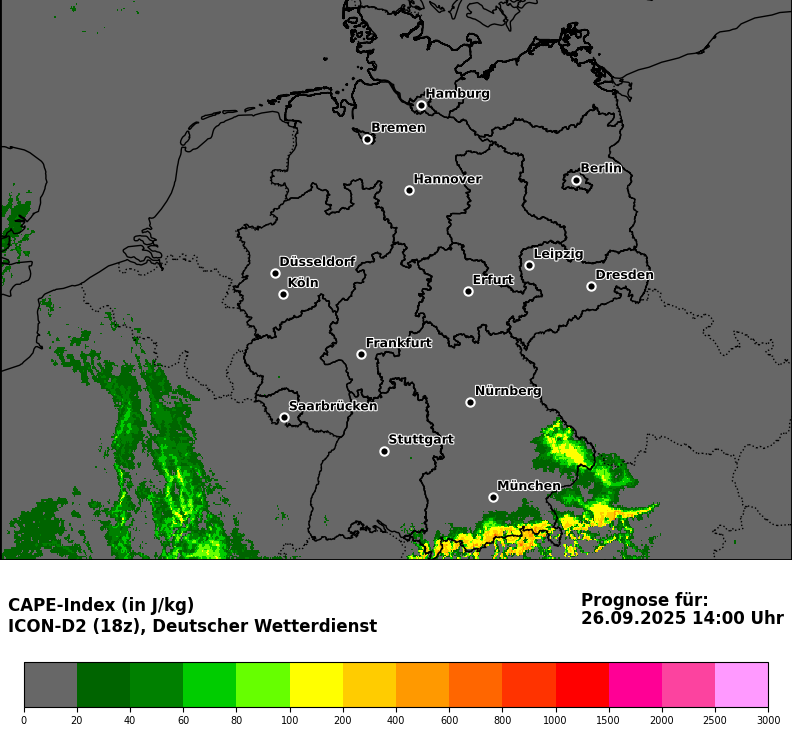 Hamburg
Bremen
Berlin
Hannover
Leipzig
Düsseldorf
Dresden
Köln
Erfurt
Frankfurt
Nürnberg
Saarbrücken
Stuttgart
München
CAPE-Index (in J/kg)
ICON-D2 (18z), Deutscher Wetterdienst
Prognose für:
26.09.2025 14:00 Uhr
0 20 40 60 80 100 200 400 600 800 1000 1500 2000 2500 3000